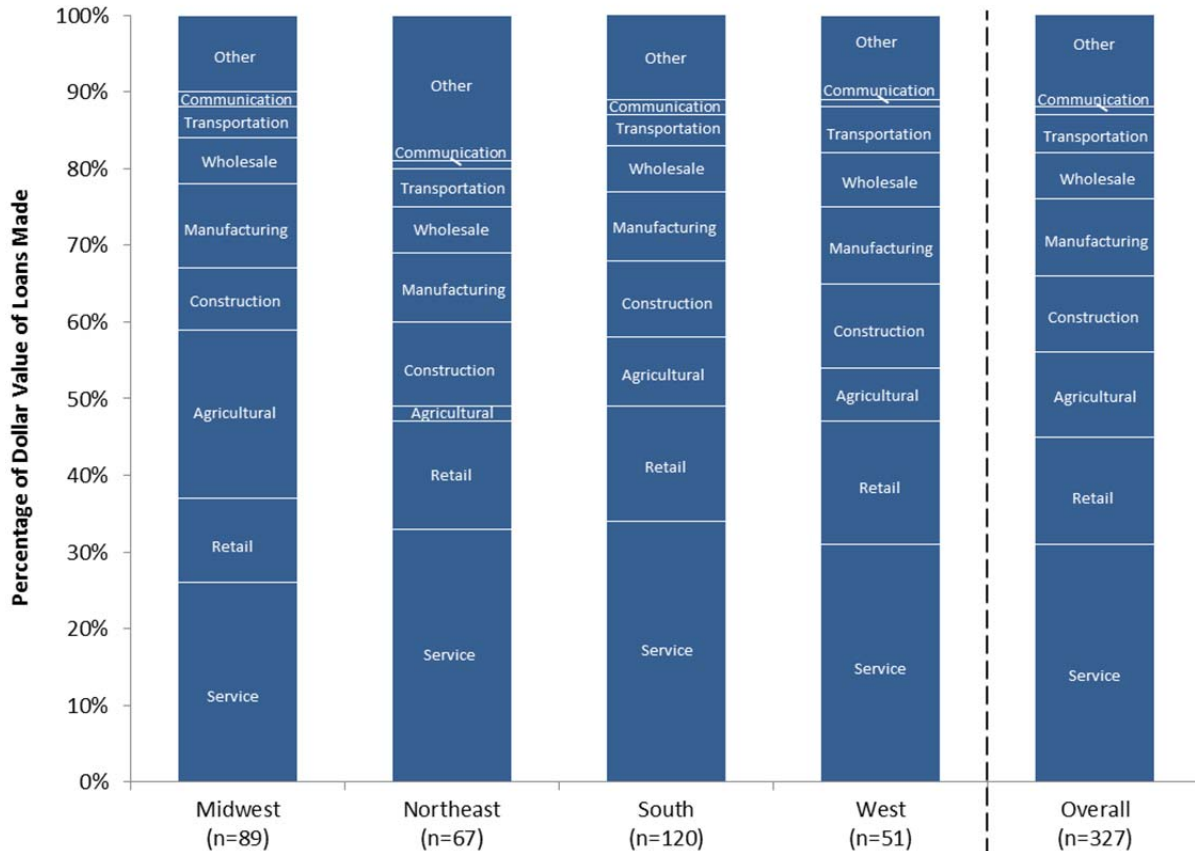 Percentage of Dollar Value of Loans Made
100%
90%
80%
70%
60%
50%
40%
30%
20%
10%
0%
Other
Communication
Transportation
Wholesale
Manufacturing
Construction
Agricultural
Retail
Service
Midwest
(n=89)
Other
Communication
Transportation
Wholesale
Manufacturing
Construction
Agricultural
Retail
Service
Northeast
(n=67)
Other
Communication
Transportation
Wholesale
Manufacturing
Construction
Agricultural
Retail
Service
South
(n=120)
Other
Communication
Transportation
Wholesale
Manufacturing
Construction
Agricultural
Retail
Service
West
(n=51)
Other
Communication
Transportation
Wholesale
Manufacturing
Construction
Agricultural
Retail
Service
Overall
(n=327)